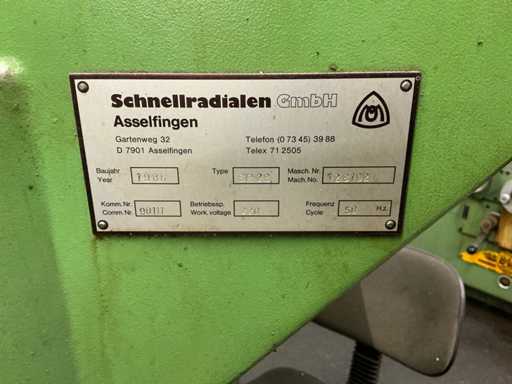 Schnellradialen GmbH
Asselfingen
Gartenweg 32 Telefon (0 73 45) 39 88
D 7901 Asselfingen Telex 71 2505
Baujahr Type Masch. Nr.
Year Mach. No.
Komm. Nr. Betriebssp. Frequenz
Comm. Nr. Work. voltage Cycle 50 Hz